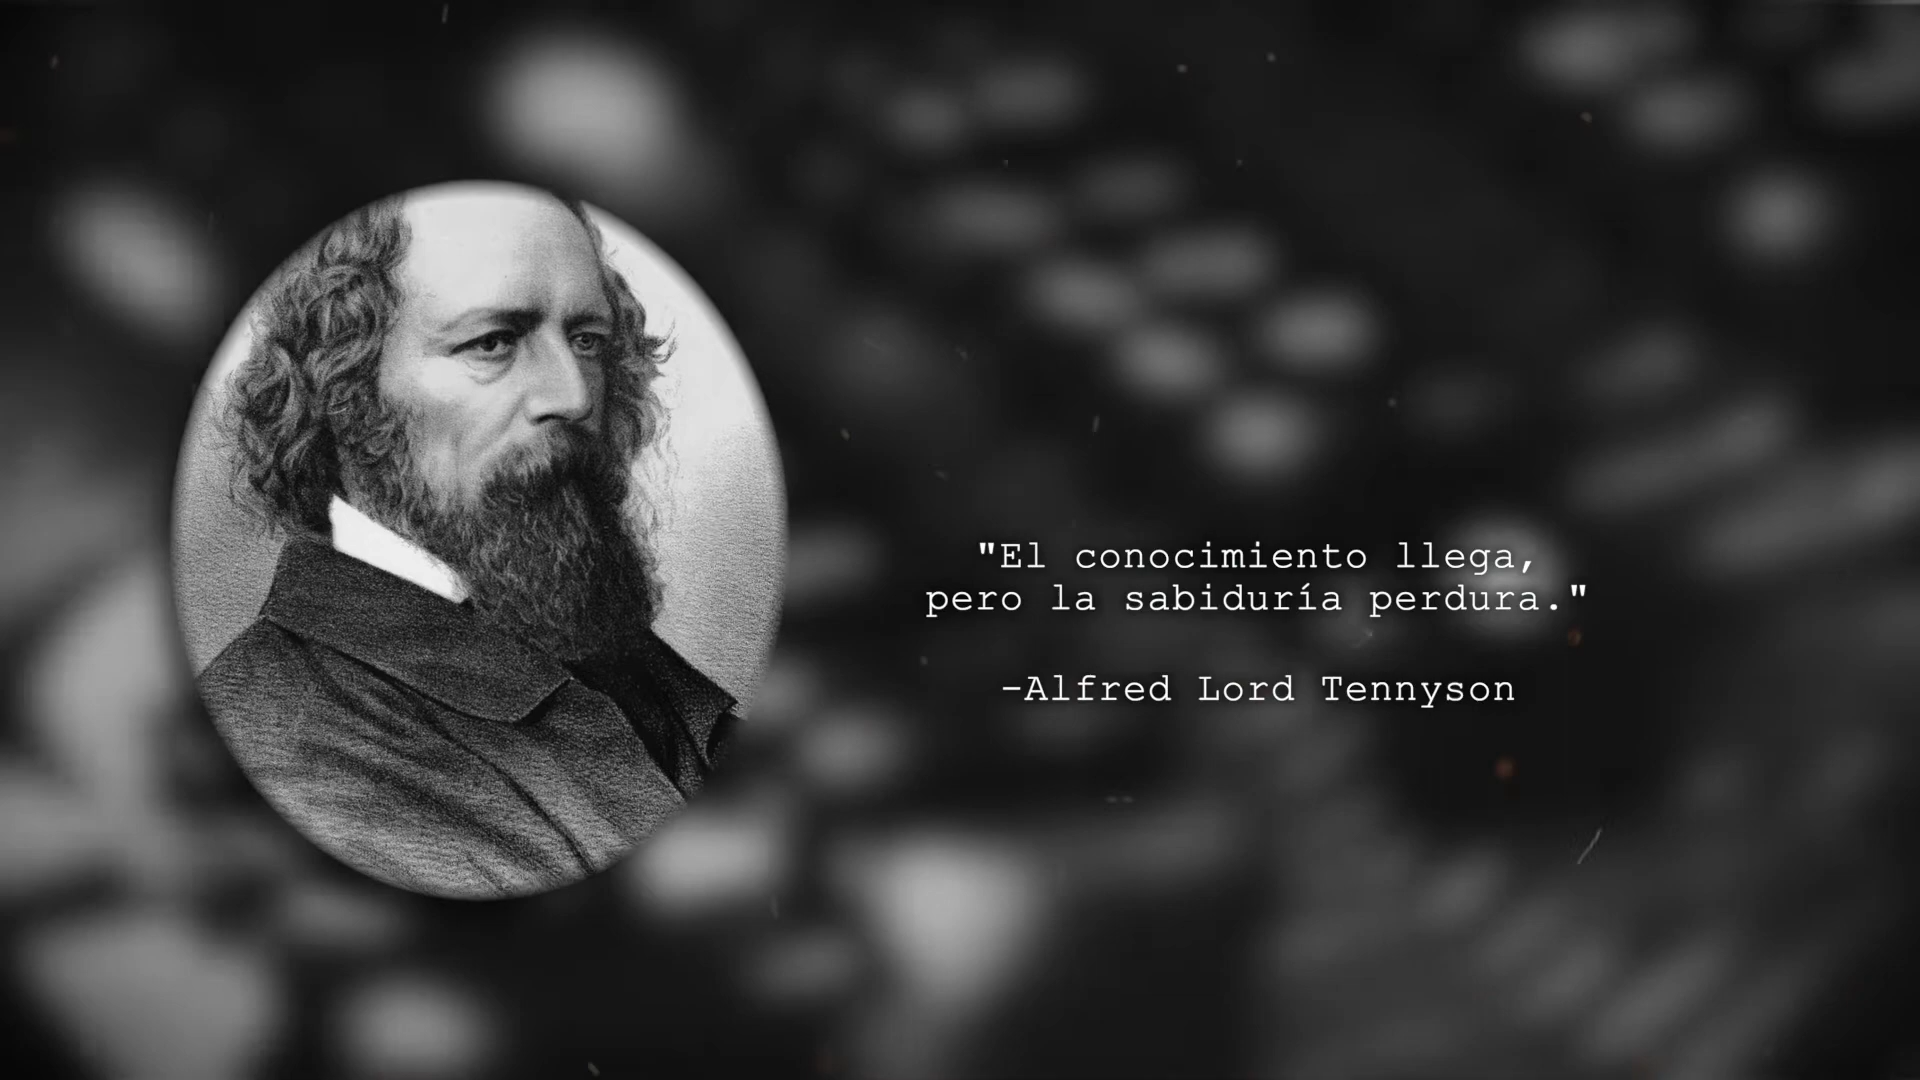 "El conocimiento llega,
pero la sabiduría perdura."
-Alfred Lord Tennyson